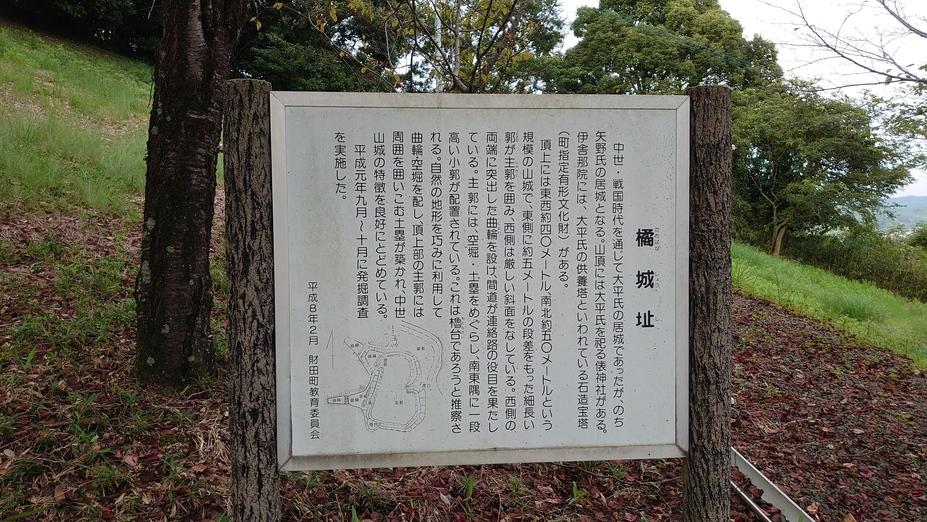 橘城址
中世・戦国時代を通じて大平氏の居城であったが、のち
矢野氏の居城となる。山頂には大平氏を祀る俵神社がある。
伊舎那院には、大平氏の供養塔といわれている石造宝塔
(町指定有形文化財)がある。
頂上には東西約四〇メートル、南北約五〇メートルという
規模の山城で、東側に約五メートルの段差をもった細長い
郭が主郭を囲み、西側は厳しい斜面をなしている。西側の
両端に突出した曲輪を設け、間道が連絡路の役目を果たし
ている。主郭には、空堀・土塁をめぐらし、南東隅に一段
高い小郭が配置されている。これは櫓台であろうと推察さ
れる。自然の地形を巧みに利用して
曲輪空堀を配し、頂上部の主郭には
周囲を囲いこむ土塁が築かれ、中世
山城の特徴を良好にとどめている。
平成元年九月〜十月に発掘調査
を実施した。
平成8年2月 財田町教育委員会